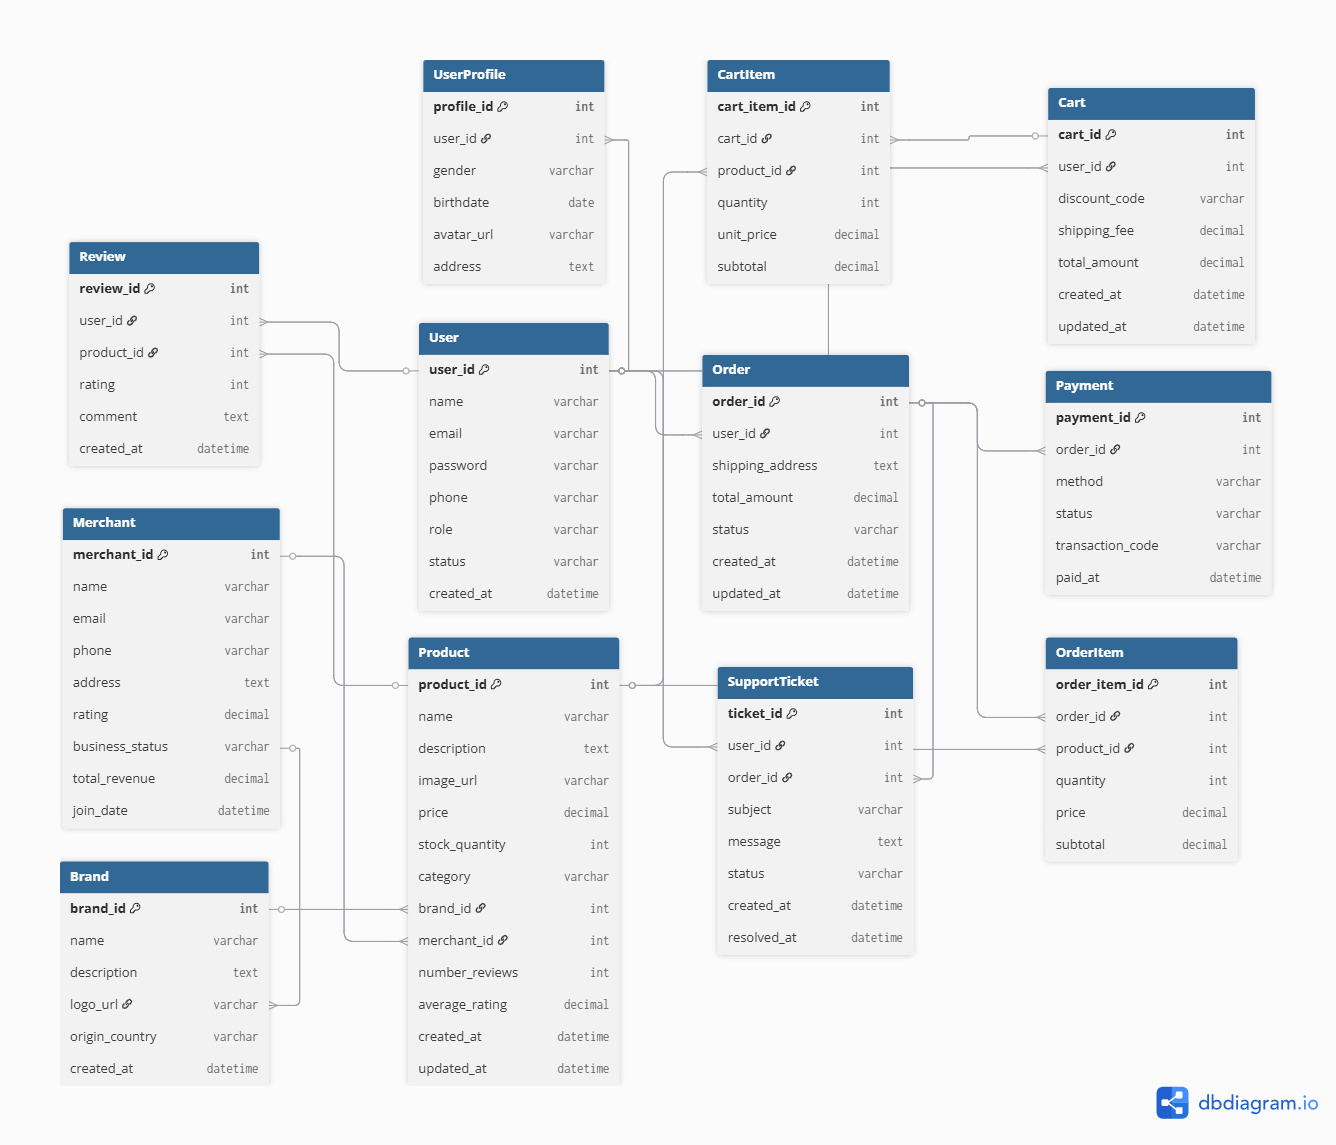 UserProfile
profile_id int
user_id int
gender varchar
birthdate date
avatar_url varchar
address text
CartItem
cart_item_id int
cart_id int
product_id int
quantity int
unit_price decimal
subtotal decimal
Cart
cart_id int
user_id int
discount_code varchar
shipping_fee decimal
total_amount decimal
created_at datetime
updated_at datetime
Review
review_id int
user_id int
product_id int
rating int
comment text
created_at datetime
User
user_id int
name varchar
email varchar
password varchar
phone varchar
role varchar
status varchar
created_at datetime
Order
order_id int
user_id int
shipping_address text
total_amount decimal
status varchar
created_at datetime
updated_at datetime
Payment
payment_id int
order_id int
method varchar
status varchar
transaction_code varchar
paid_at datetime
Merchant
merchant_id int
name varchar
email varchar
phone varchar
address text
rating decimal
business_status varchar
total_revenue decimal
join_date datetime
Product
product_id int
name varchar
description text
image_url varchar
price decimal
stock_quantity int
category varchar
brand_id int
merchant_id int
number_reviews int
average_rating decimal
created_at datetime
updated_at datetime
SupportTicket
ticket_id int
user_id int
order_id int
subject varchar
message text
status varchar
created_at datetime
resolved_at datetime
OrderItem
order_item_id int
order_id int
product_id int
quantity int
price decimal
subtotal decimal
Brand
brand_id int
name varchar
description text
logo_url varchar
origin_country varchar
created_at datetime
dbdiagram.io